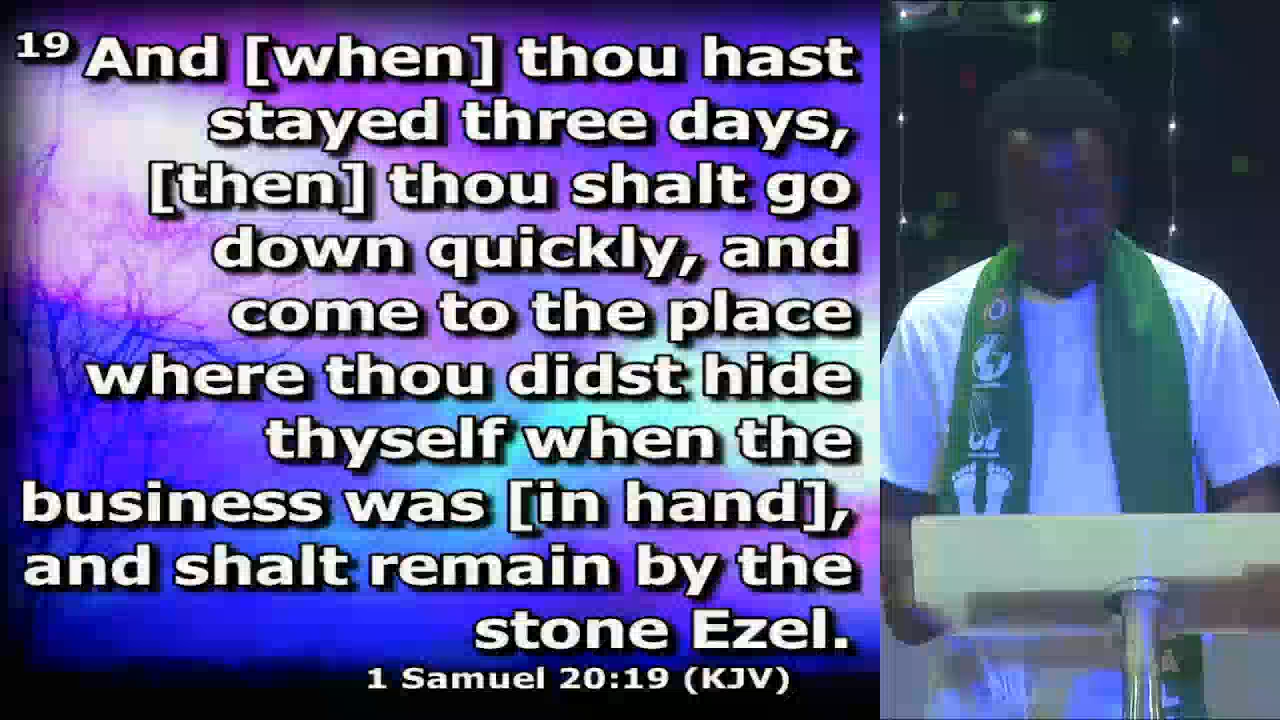 19 And [when] thou hast
stayed three days,
[then] thou shalt go
down quickly, and
come to the place
where thou didst hide
thyself when the
business was [in hand],
and shalt remain by the
stone Ezel.
1 Samuel 20:19 (KJV)